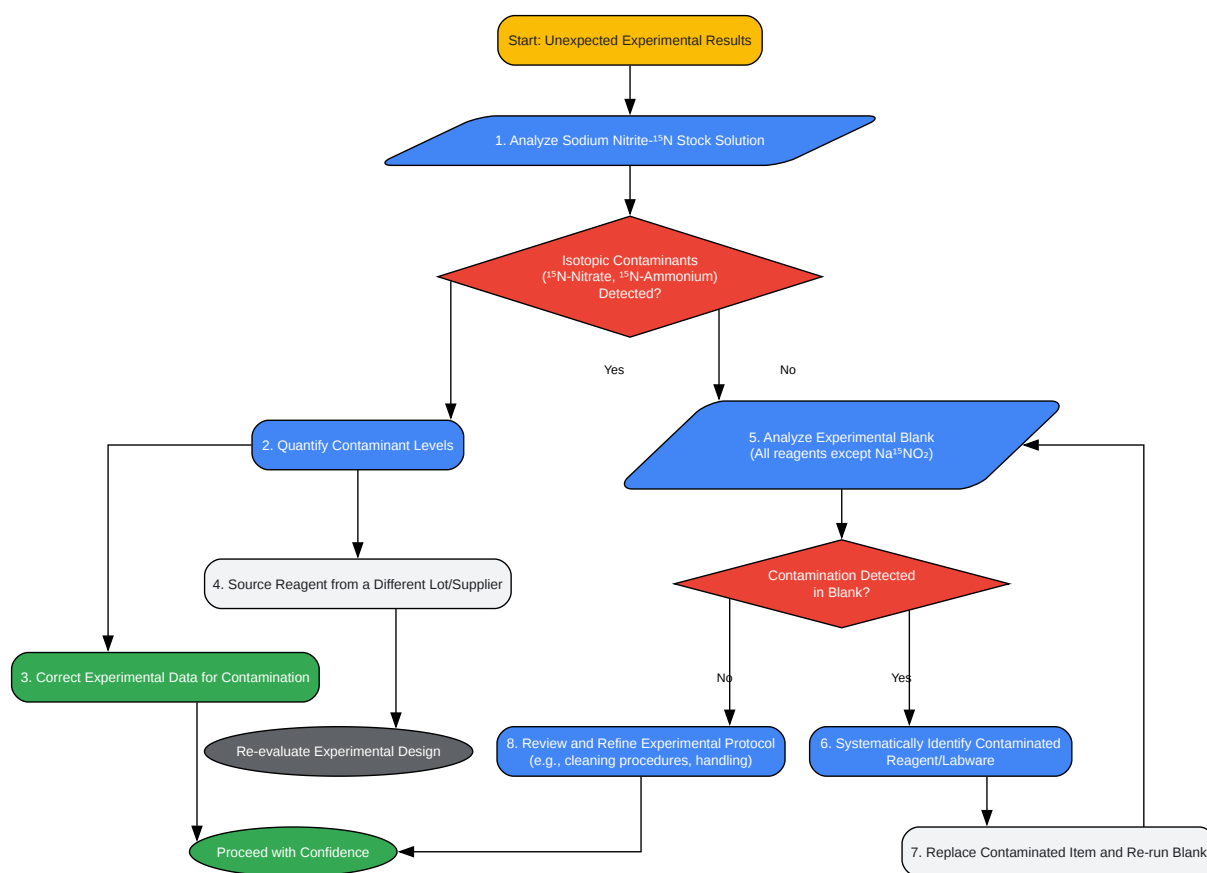 Start: Unexpected Experimental Results
1. Analyze Sodium Nitrite-¹⁵N Stock Solution
Isotopic Contaminants
(¹⁵N-Nitrate, ¹⁵N-Ammonium)
Detected?
Yes
No
2. Quantify Contaminant Levels
5. Analyze Experimental Blank
(All reagents except Na¹⁵NO₂)
4. Source Reagent from a Different Lot/Supplier
Contamination Detected
in Blank?
3. Correct Experimental Data for Contamination
No
Yes
Re-evaluate Experimental Design
8. Review and Refine Experimental Protocol
(e.g., cleaning procedures, handling)
6. Systematically Identify Contaminated
Reagent/Labware
Proceed with Confidence
7. Replace Contaminated Item and Re-run Blank